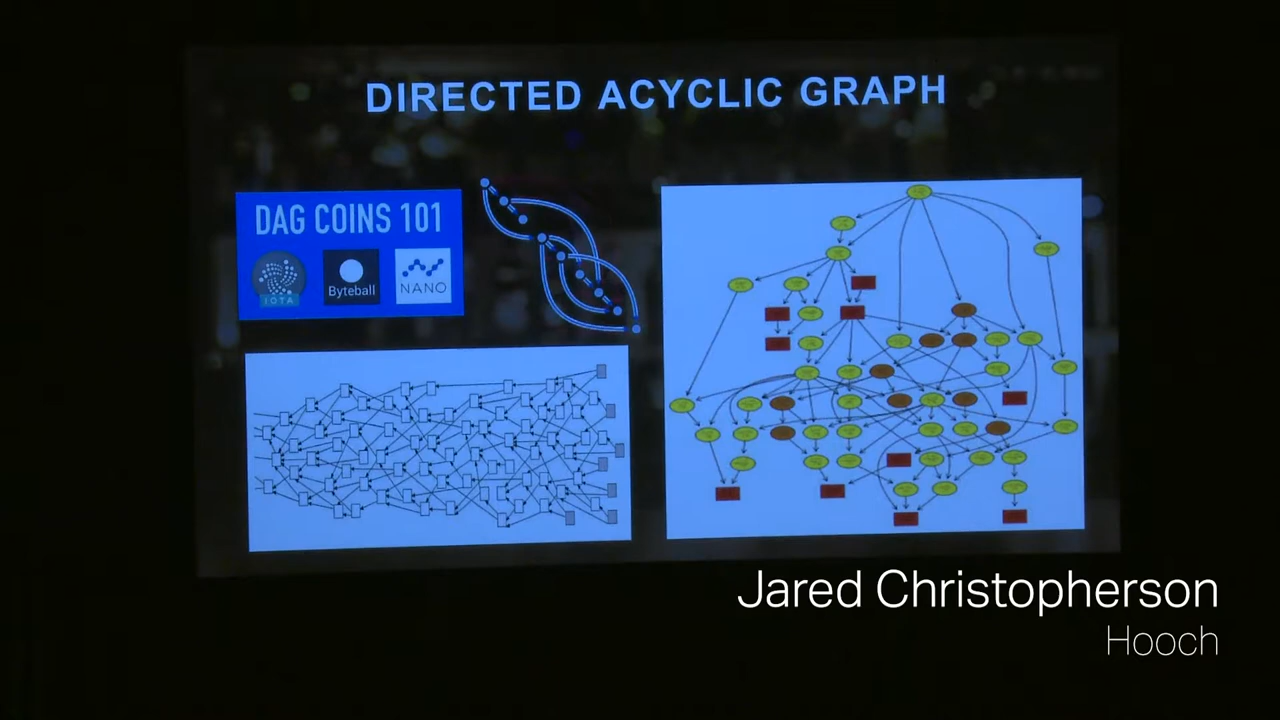 DIRECTED ACYCLIC GRAPH
DAG COINS 101
IOTA
Byteball
NANO
Jared Christopherson
Hooch